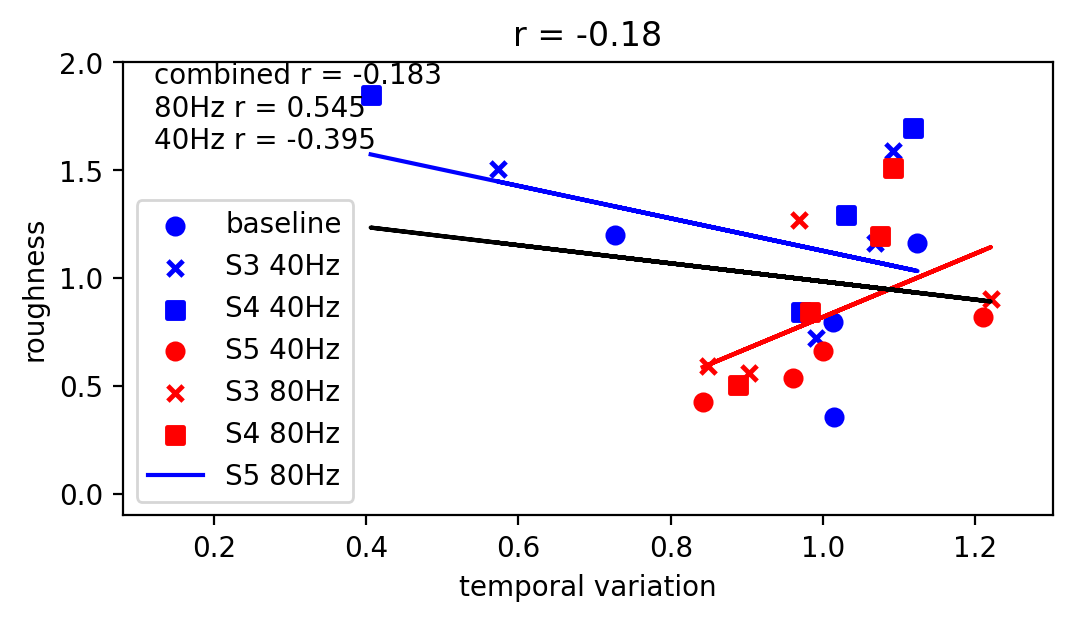 r = -0.18
combined r = -0.183
80Hz r = 0.545
40Hz r = -0.395
baseline
S3 40Hz
S4 40Hz
S5 40Hz
S3 80Hz
S4 80Hz
S5 80Hz
roughness
2.0
1.5
1.0
0.5
0.0
0.2 0.4 0.6 0.8 1.0 1.2
temporal variation